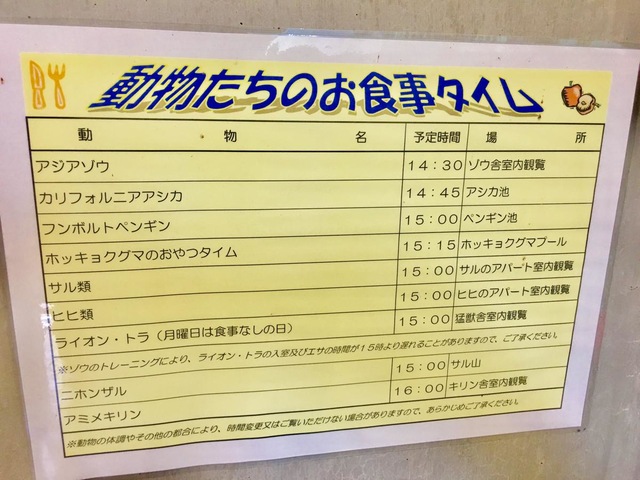 動物たちのお食事タイム
動物名 予定時間 場所
アジアゾウ 14:30 ゾウ舎室内観覧
カリフォルニアアシカ 14:45 アシカ池
フンボルトペンギン 15:00 ペンギン池
ホッキョクグマのおやつタイム 15:15 ホッキョクグマプール
サル類 15:00 サルのアパート室内観覧
ヒヒ類 15:00 ヒヒのアパート室内観覧
ライオン・トラ（月曜日は食事なしの日） 15:00 猛獣舎室内観覧
※ゾウのトレーニングにより、ライオン・トラの入室及びエサの時間が15時より遅れることがありますので、ご了承ください。
ニホンザル 15:00 サル山
アミメキリン 16:00 キリン舎室内観覧
※動物の体調やその他の都合により、時間変更又はご覧いただけない場合がありますので、あらかじめご了承ください。